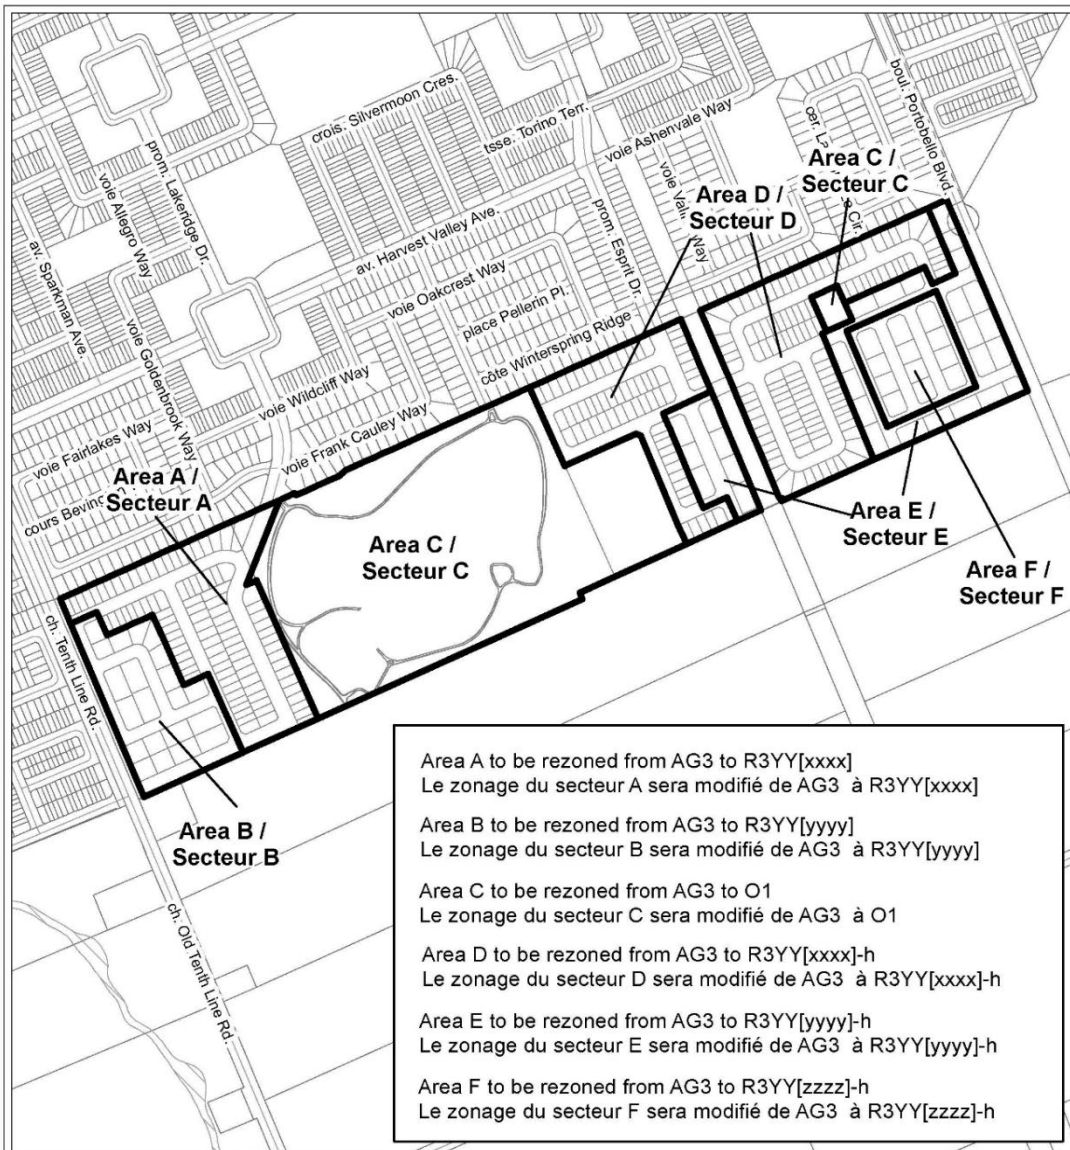 crois. Silvermoon Cres.
tsse. Torino Terr.
voie Ashenvale Way
boul. Portobello Blvd.
prom. Lakeridge Dr.
voie Allegro Way
av. Sparkman Ave.
av. Harvest Valley Ave.
prom. Esprit Dr.
voie Oakcrest Way
place Pellerin Pl.
côte Winterspring Ridge
voie Goldenbrook Way
voie Wildcliff Way
voie Fairlakes Way
voie Frank Cauley Way
cours
Area C /
Secteur C
Area D /
Secteur D
Area A /
Secteur A
Area C /
Secteur C
Area E /
Secteur E
Area F /
Secteur F
ch. Tenth Line Rd.
Area B /
Secteur B
ch. Old Tenth Line Rd.
Area A to be rezoned from AG3 to R3YY[xxxx]
Le zonage du secteur A sera modifié de AG3 à R3YY[xxxx]
Area B to be rezoned from AG3 to R3YY[yyyy]
Le zonage du secteur B sera modifié de AG3 à R3YY[yyyy]
Area C to be rezoned from AG3 to O1
Le zonage du secteur C sera modifié de AG3 à O1
Area D to be rezoned from AG3 to R3YY[xxxx]-h
Le zonage du secteur D sera modifié de AG3 à R3YY[xxxx]-h
Area E to be rezoned from AG3 to R3YY[yyyy]-h
Le zonage du secteur E sera modifié de AG3 à R3YY[yyyy]-h
Area F to be rezoned from AG3 to R3YY[zzzz]-h
Le zonage du secteur F sera modifié de AG3 à R3YY[zzzz]-h